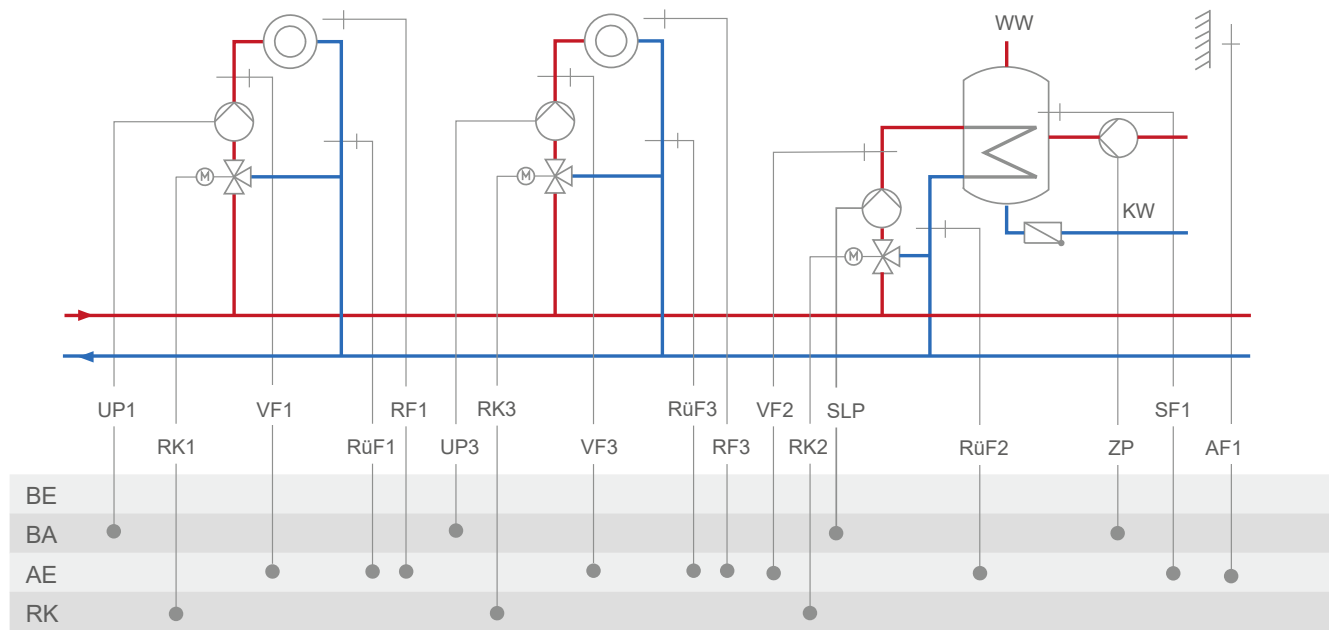 WW
M
M
KW
M
UP1 VF1 RF1 RK3 RüF3 VF2 SLP SF1
RK1 RüF1 UP3 VF3 RF3 RK2 RüF2 ZP AF1
BE
BA
AE
RK